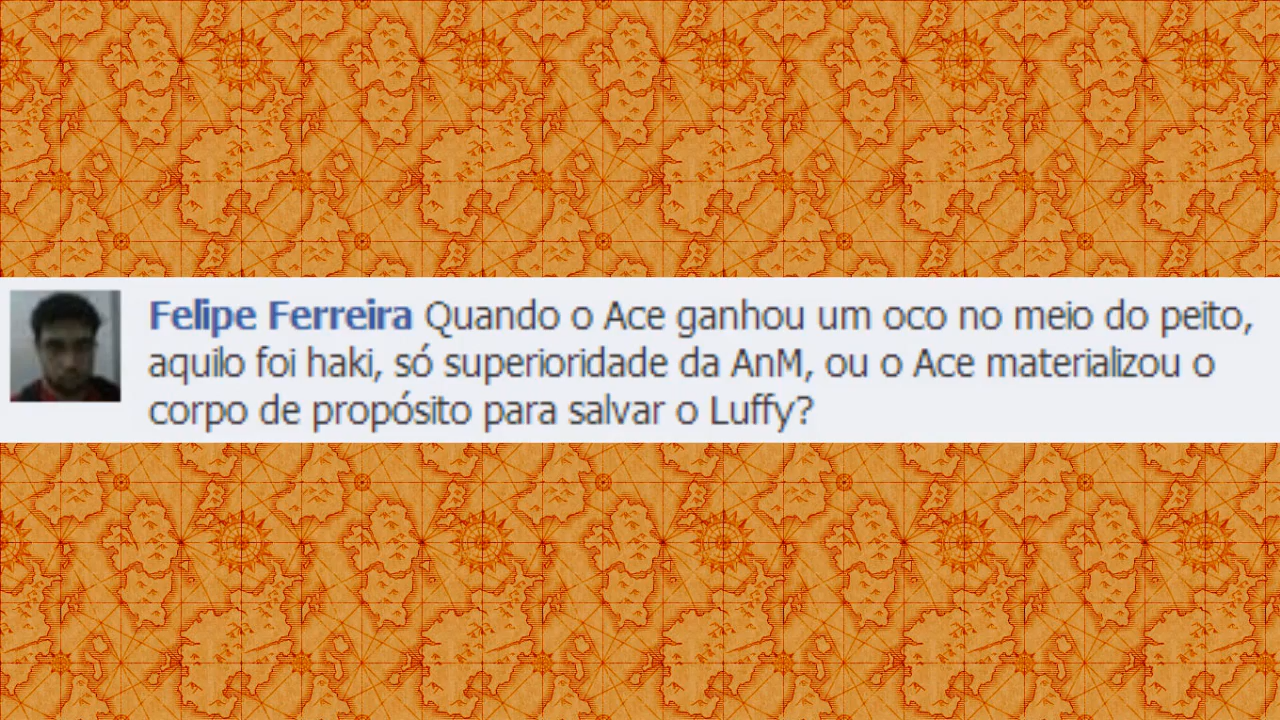 Felipe Ferreira Quando o Ace ganhou um oco no meio do peito,
aquilo foi haki, só superioridade da AnM, ou o Ace materializou o
corpo de propósito para salvar o Luffy?